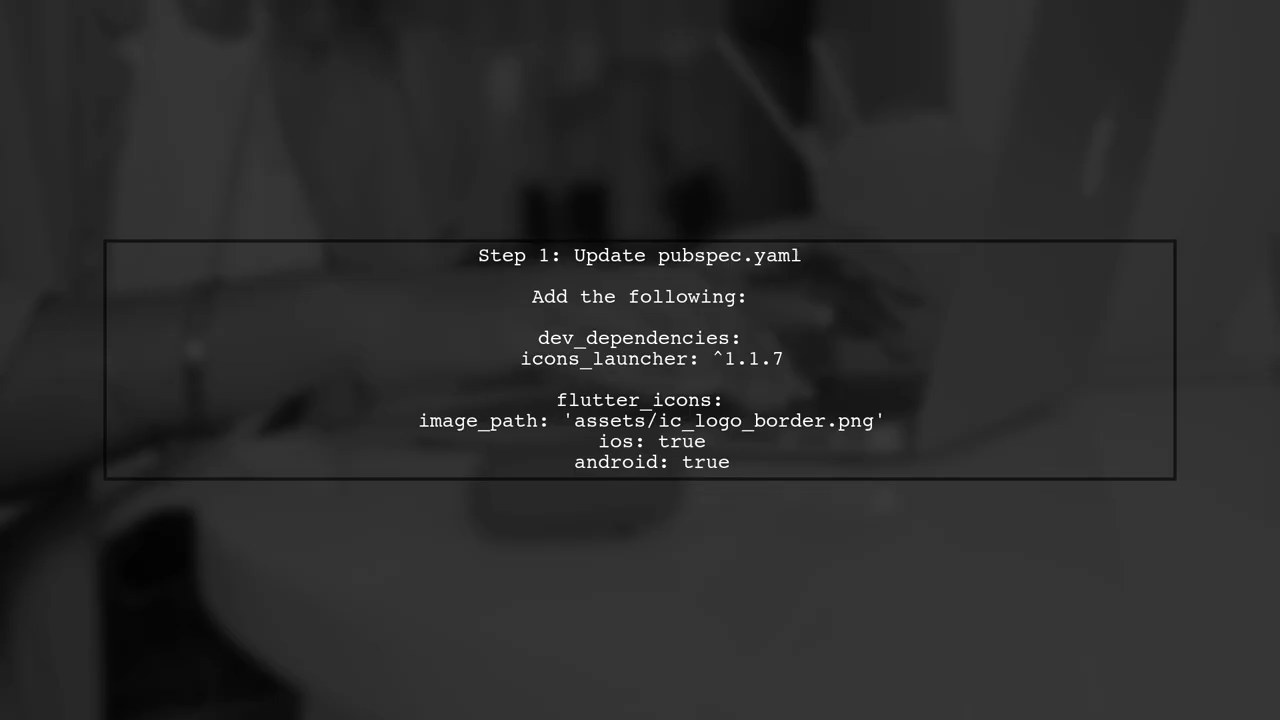 Step 1: Update pubspec.yaml
Add the following:
dev_dependencies:
icons_launcher: ^1.1.7
flutter_icons:
image_path: 'assets/ic_logo_border.png'
ios: true
android: true